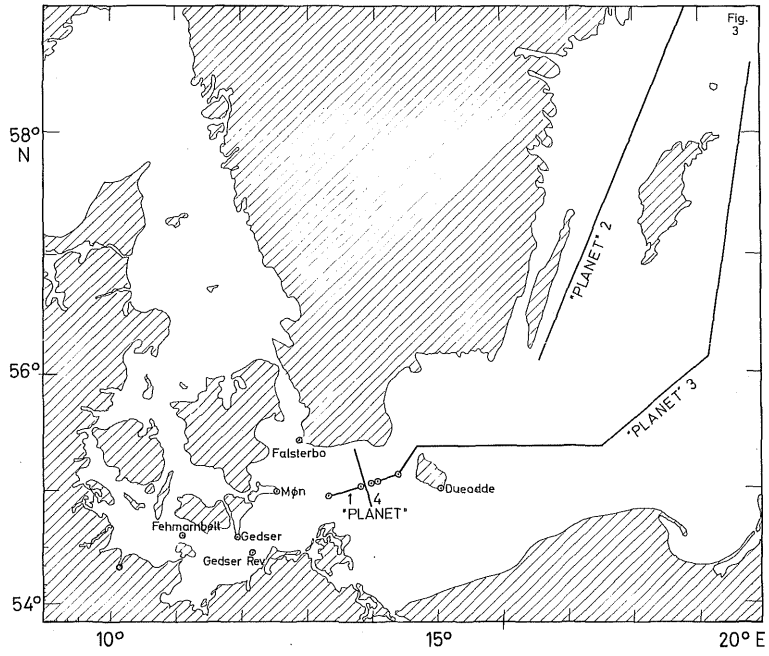 Fig.
3
58°
N
"PLANET" 2
56°
"PLANET" 3
Falsterbo
Møn
Dueodde
1 4
"PLANET"
Fehmarnbelt
Gedser
Gedser Rev
54°
10° 15° 20° E